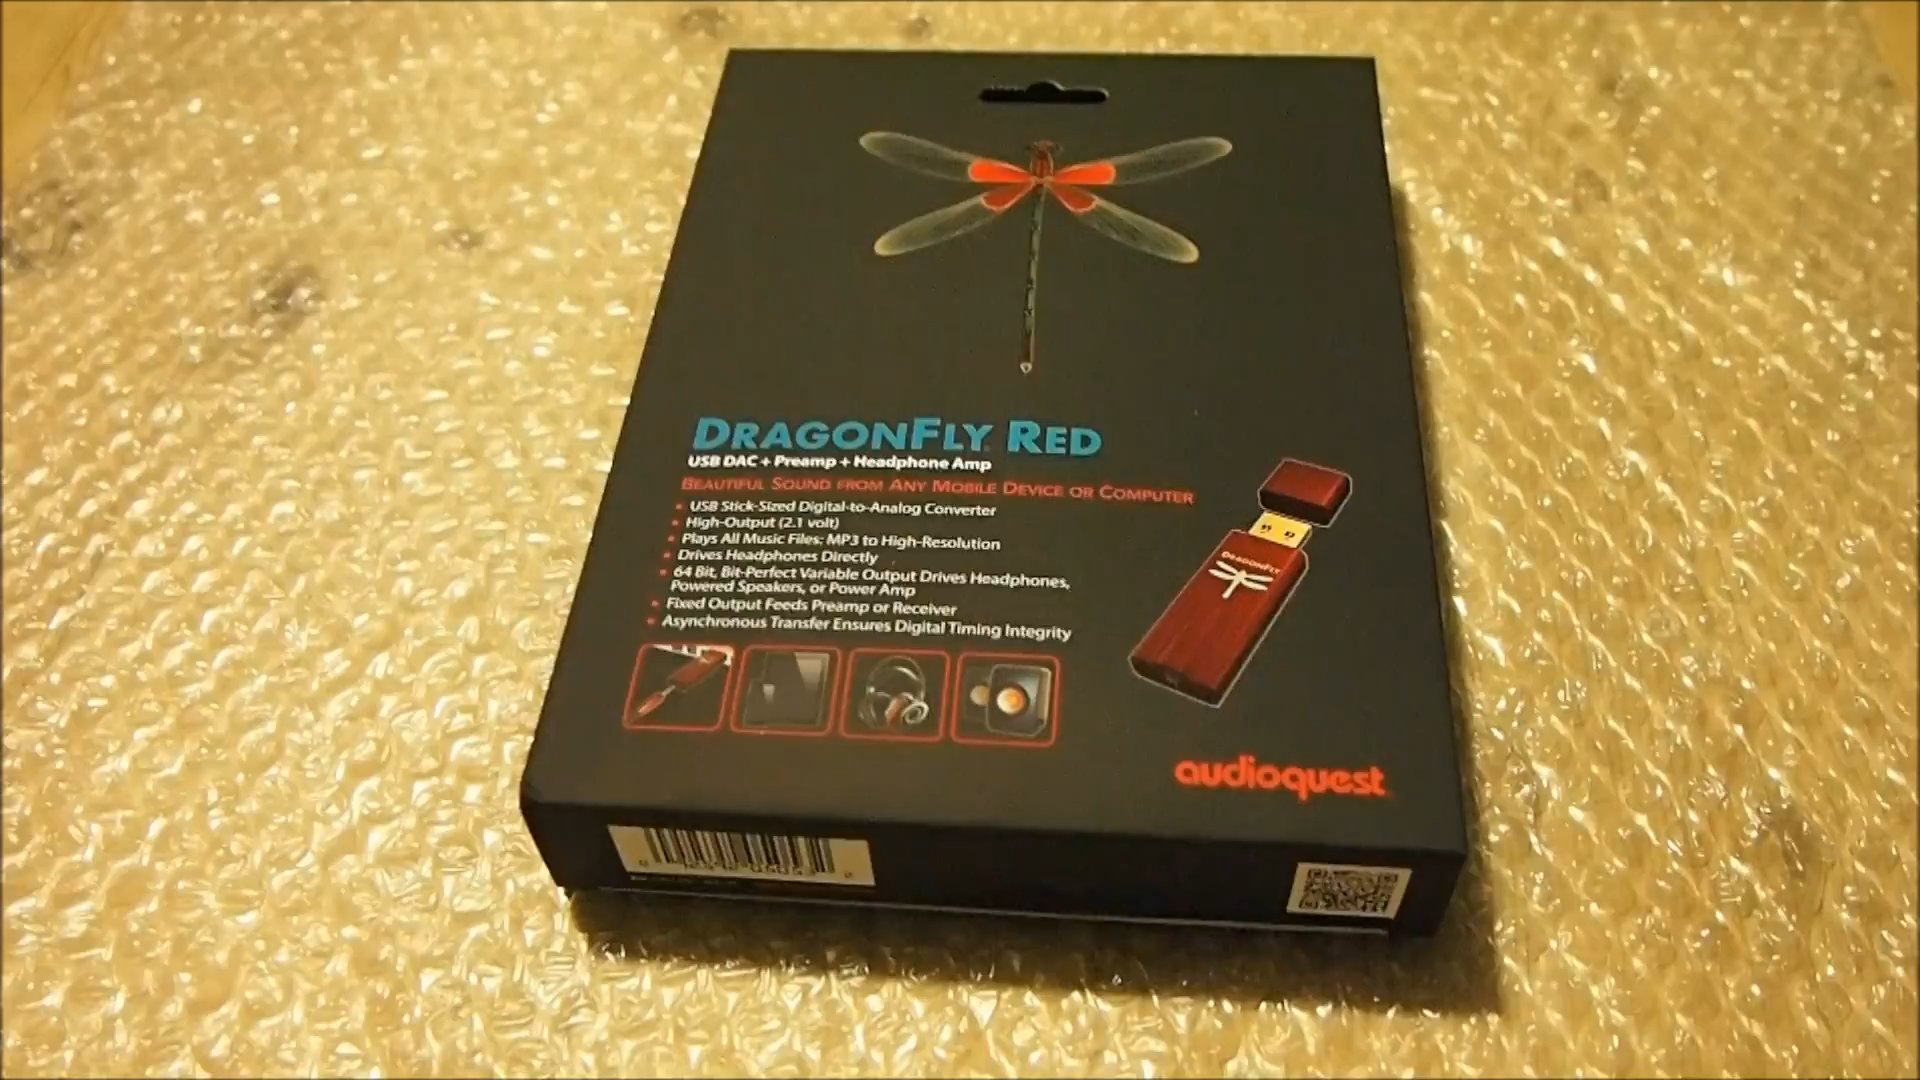 DRAGONFLY RED
USB DAC + Preamp + Headphone Amp
BEAUTIFUL SOUND FROM ANY MOBILE DEVICE OR COMPUTER
• USB Stick-Sized Digital-to-Analog Converter
• High-Output (2.1 volt)
• Plays All Music Files: MP3 to High-Resolution
• Drives Headphones Directly
• 64 Bit, Bit-Perfect Variable Output Drives Headphones,
Powered Speakers, or Power Amp
• Fixed Output Feeds Preamp or Receiver
• Asynchronous Transfer Ensures Digital Timing Integrity
DRAGONFLY
audioquest